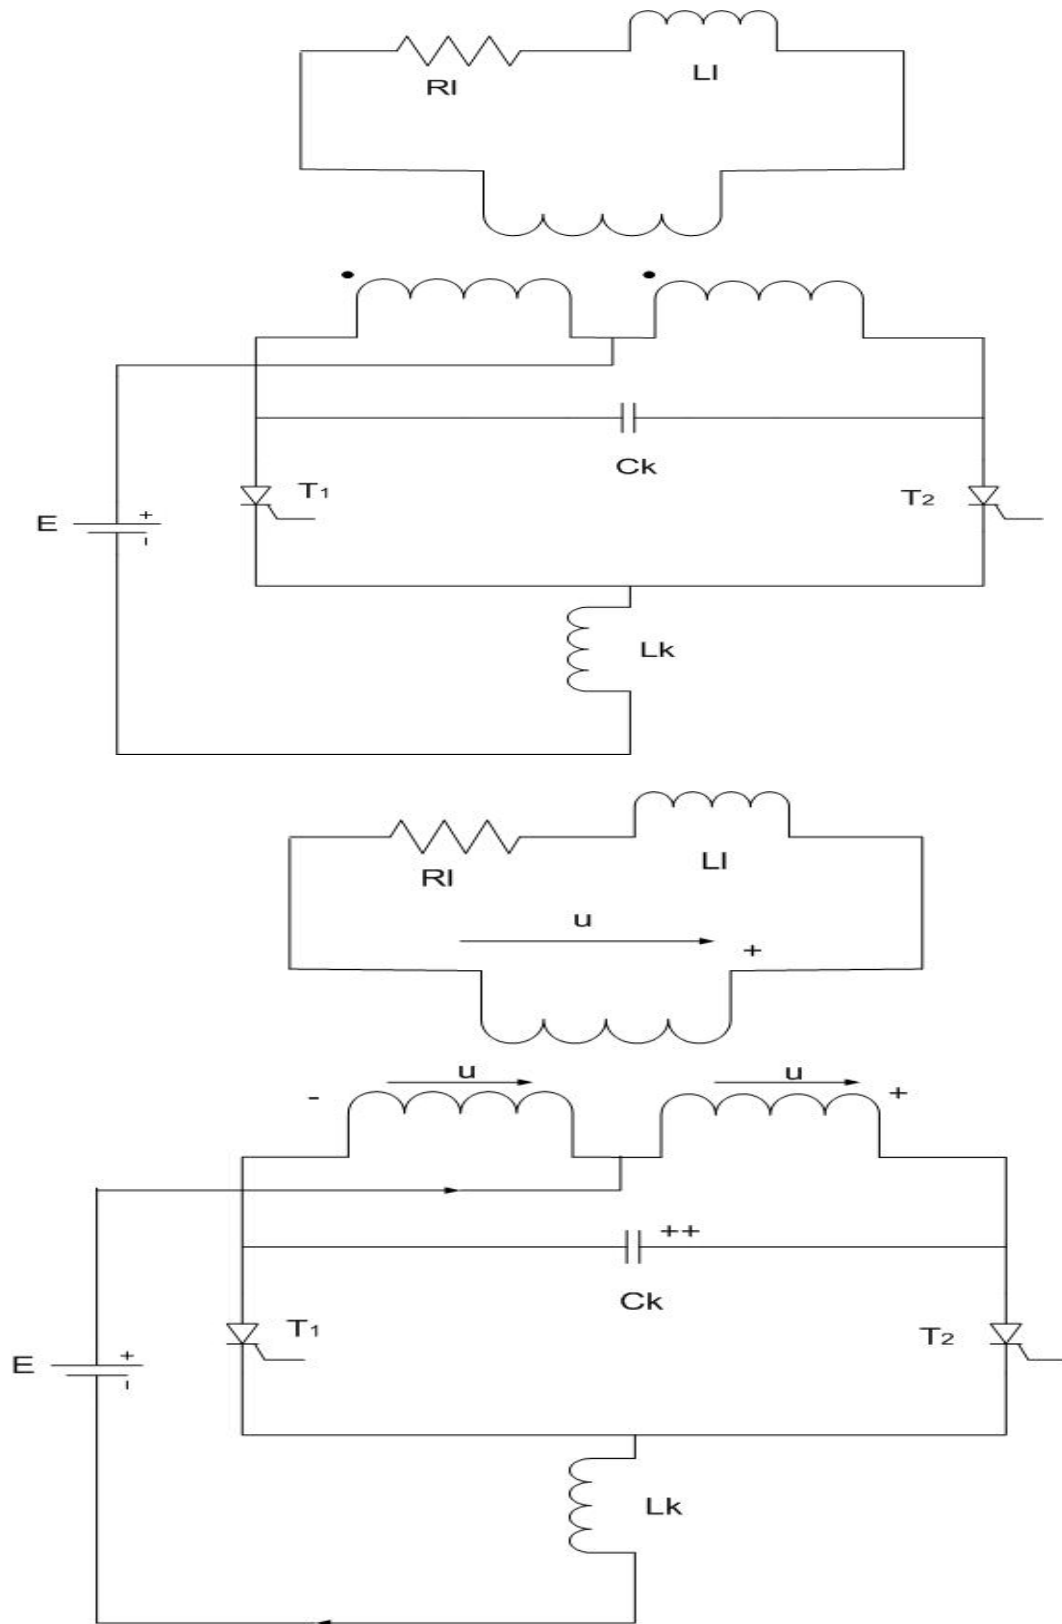 Rl
Ll
Ck
T1
T2
E
+
-
Lk
Rl
Ll
u
+
u
u
-
+
++
Ck
T1
T2
E
+
-
Lk